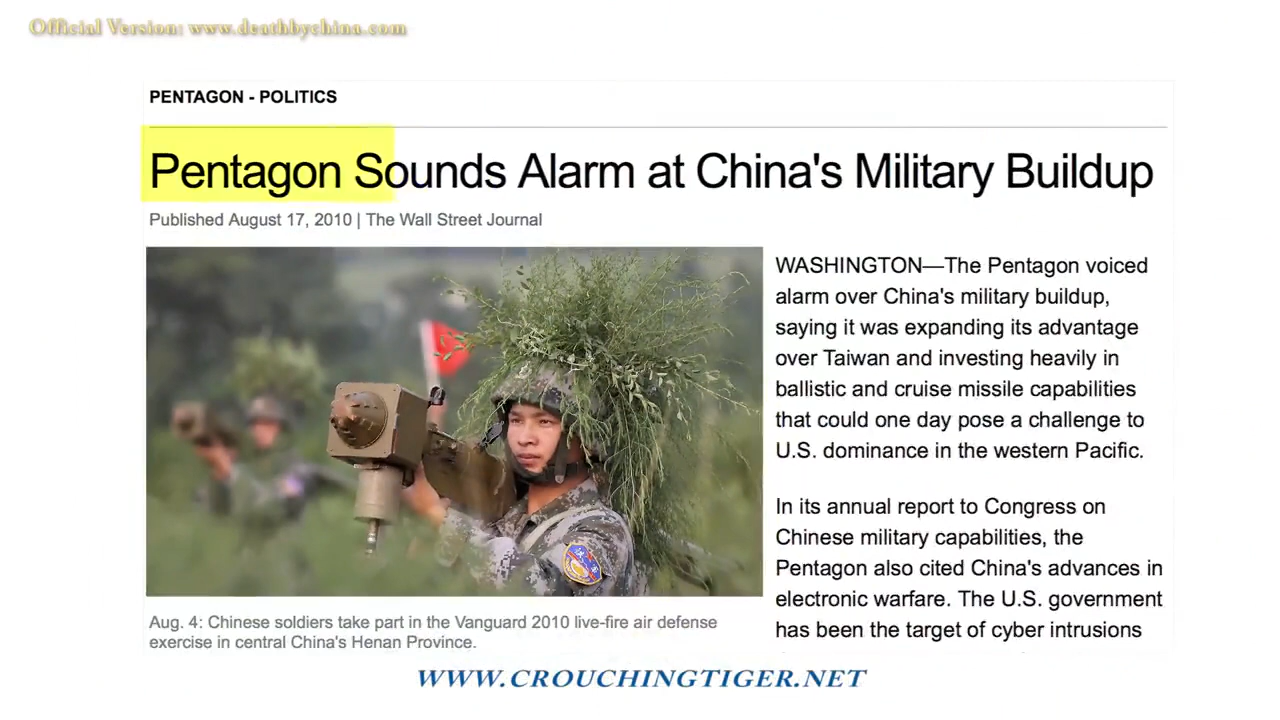 Official Version: www.deathbychina.com
PENTAGON - POLITICS
Pentagon Sounds Alarm at China's Military Buildup
Published August 17, 2010 | The Wall Street Journal
WASHINGTON—The Pentagon voiced
alarm over China's military buildup,
saying it was expanding its advantage
over Taiwan and investing heavily in
ballistic and cruise missile capabilities
that could one day pose a challenge to
U.S. dominance in the western Pacific.
In its annual report to Congress on
Chinese military capabilities, the
Pentagon also cited China's advances in
electronic warfare. The U.S. government
has been the target of cyber intrusions
Aug. 4: Chinese soldiers take part in the Vanguard 2010 live-fire air defense
exercise in central China's Henan Province.
WWW.CROUCHINGTIGER.NET